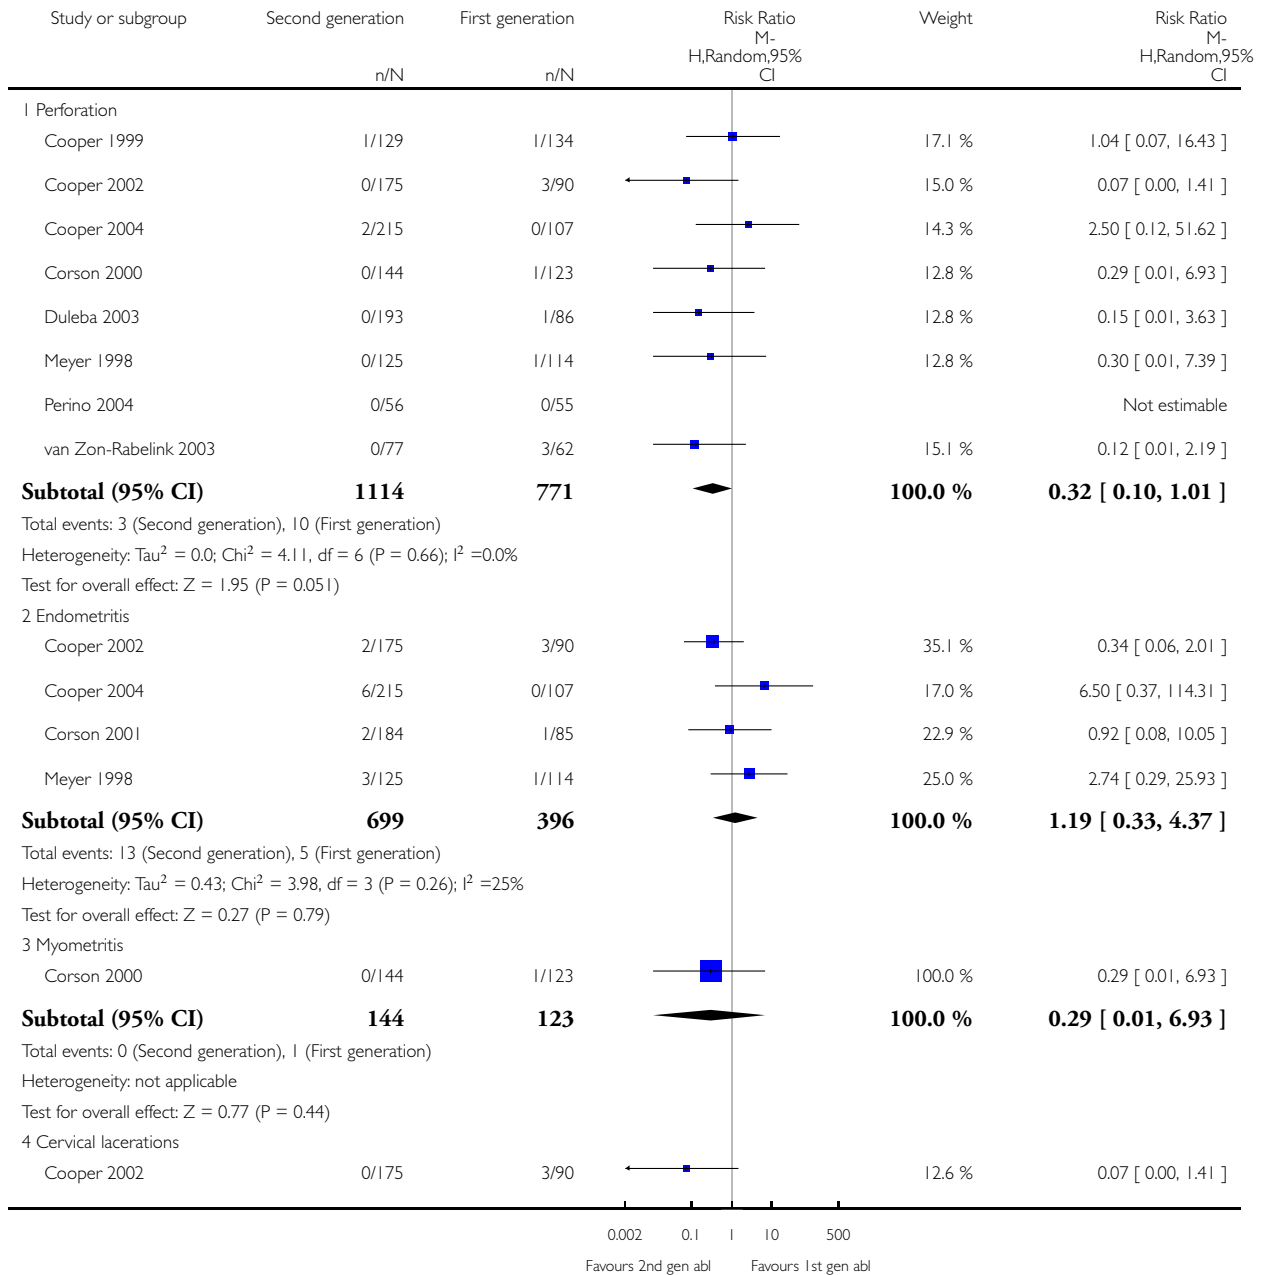 Study or subgroup Second generation First generation Risk Ratio Weight Risk Ratio
M- M-
H,Random,95% H,Random,95%
n/N n/N CI CI
1 Perforation
Cooper 1999 1/129 1/134 17.1 % 1.04 [ 0.07, 16.43 ]
Cooper 2002 0/175 3/90 15.0 % 0.07 [ 0.00, 1.41 ]
Cooper 2004 2/215 0/107 14.3 % 2.50 [ 0.12, 51.62 ]
Corson 2000 0/144 1/123 12.8 % 0.29 [ 0.01, 6.93 ]
Duleba 2003 0/193 1/86 12.8 % 0.15 [ 0.01, 3.63 ]
Meyer 1998 0/125 1/114 12.8 % 0.30 [ 0.01, 7.39 ]
Perino 2004 0/56 0/55 Not estimable
van Zon-Rabelink 2003 0/77 3/62 15.1 % 0.12 [ 0.01, 2.19 ]
Subtotal (95% CI) 1114 771 100.0 % 0.32 [ 0.10, 1.01 ]
Total events: 3 (Second generation), 10 (First generation)
Heterogeneity: Tau² = 0.0; Chi² = 4.11, df = 6 (P = 0.66); I² =0.0%
Test for overall effect: Z = 1.95 (P = 0.051)
2 Endometritis
Cooper 2002 2/175 3/90 35.1 % 0.34 [ 0.06, 2.01 ]
Cooper 2004 6/215 0/107 17.0 % 6.50 [ 0.37, 114.31 ]
Corson 2001 2/184 1/85 22.9 % 0.92 [ 0.08, 10.05 ]
Meyer 1998 3/125 1/114 25.0 % 2.74 [ 0.29, 25.93 ]
Subtotal (95% CI) 699 396 100.0 % 1.19 [ 0.33, 4.37 ]
Total events: 13 (Second generation), 5 (First generation)
Heterogeneity: Tau² = 0.43; Chi² = 3.98, df = 3 (P = 0.26); I² =25%
Test for overall effect: Z = 0.27 (P = 0.79)
3 Myometritis
Corson 2000 0/144 1/123 100.0 % 0.29 [ 0.01, 6.93 ]
Subtotal (95% CI) 144 123 100.0 % 0.29 [ 0.01, 6.93 ]
Total events: 0 (Second generation), 1 (First generation)
Heterogeneity: not applicable
Test for overall effect: Z = 0.77 (P = 0.44)
4 Cervical lacerations
Cooper 2002 0/175 3/90 12.6 % 0.07 [ 0.00, 1.41 ]
0.002 0.1 1 10 500
Favours 2nd gen abl Favours 1st gen abl